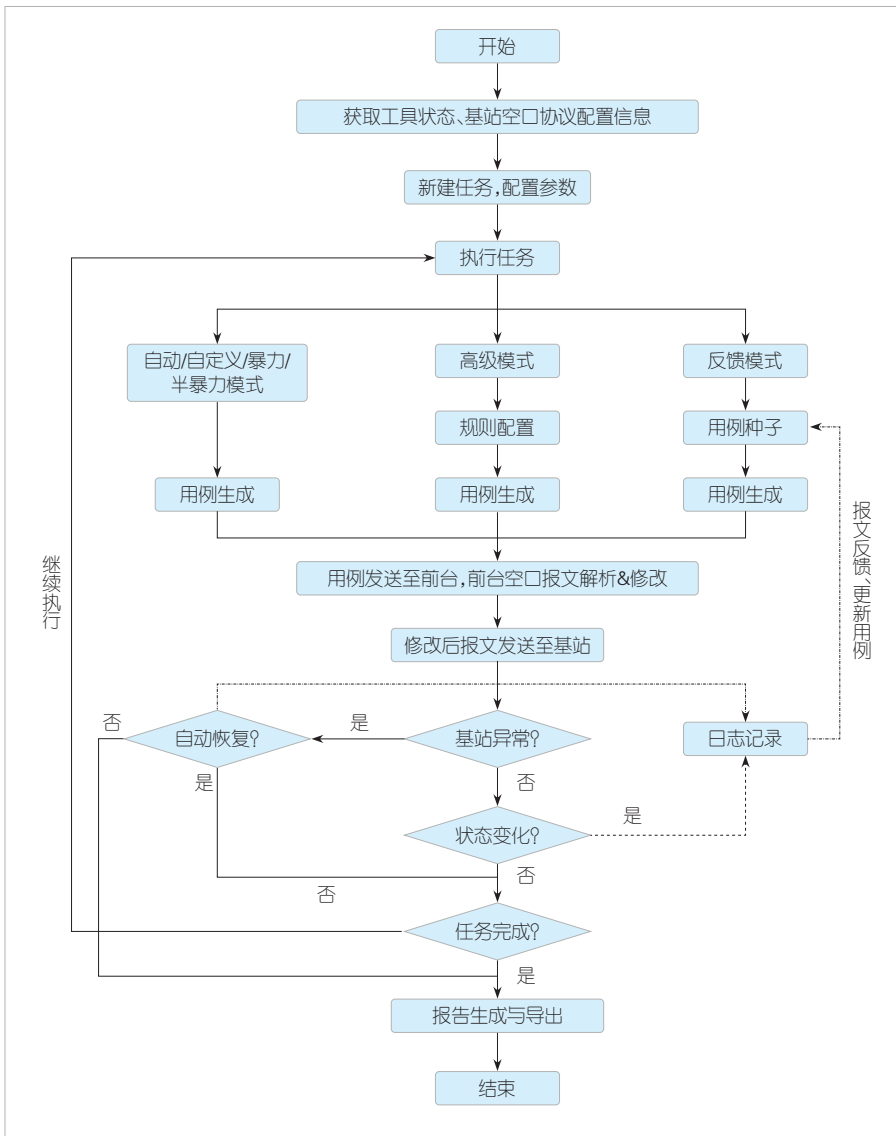 开始
获取工具状态、基站空口协议配置信息
新建任务,配置参数
执行任务
自动/自定义/暴力/
半暴力模式
高级模式
反馈模式
规则配置
用例种子
用例生成
用例生成
用例生成
继续执行
报文反馈、更新用例
用例发送至前台,前台空口报文解析&修改
修改后报文发送至基站
否
自动恢复?
是
基站异常?
日志记录
是
否
状态变化?
是
否
否
任务完成?
是
报告生成与导出
结束